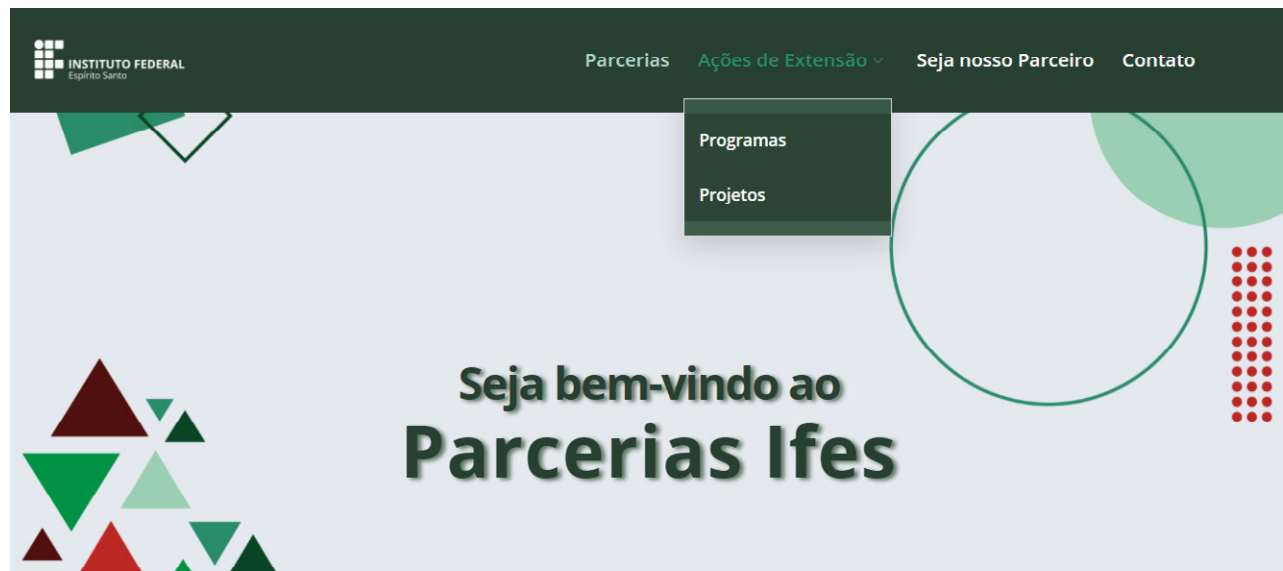 INSTITUTO FEDERAL
Espírito Santo
Parcerias Ações de Extensão Seja nosso Parceiro Contato
Programas
Projetos
Seja bem-vindo ao
Parcerias Ifes